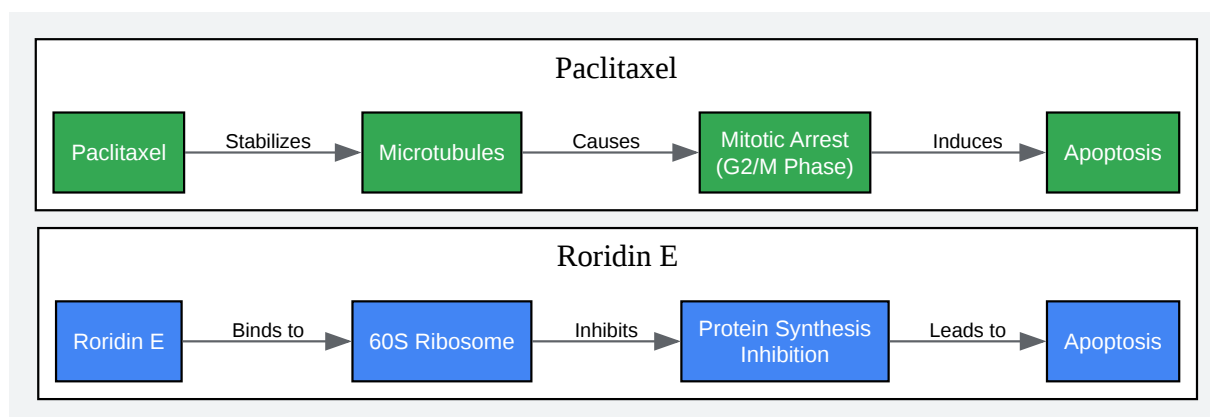 Paclitaxel
Paclitaxel
Stabilizes
Microtubules
Causes
Mitotic Arrest
(G2/M Phase)
Induces
Apoptosis
Roridin E
Roridin E
Binds to
60S Ribosome
Inhibits
Protein Synthesis
Inhibition
Leads to
Apoptosis